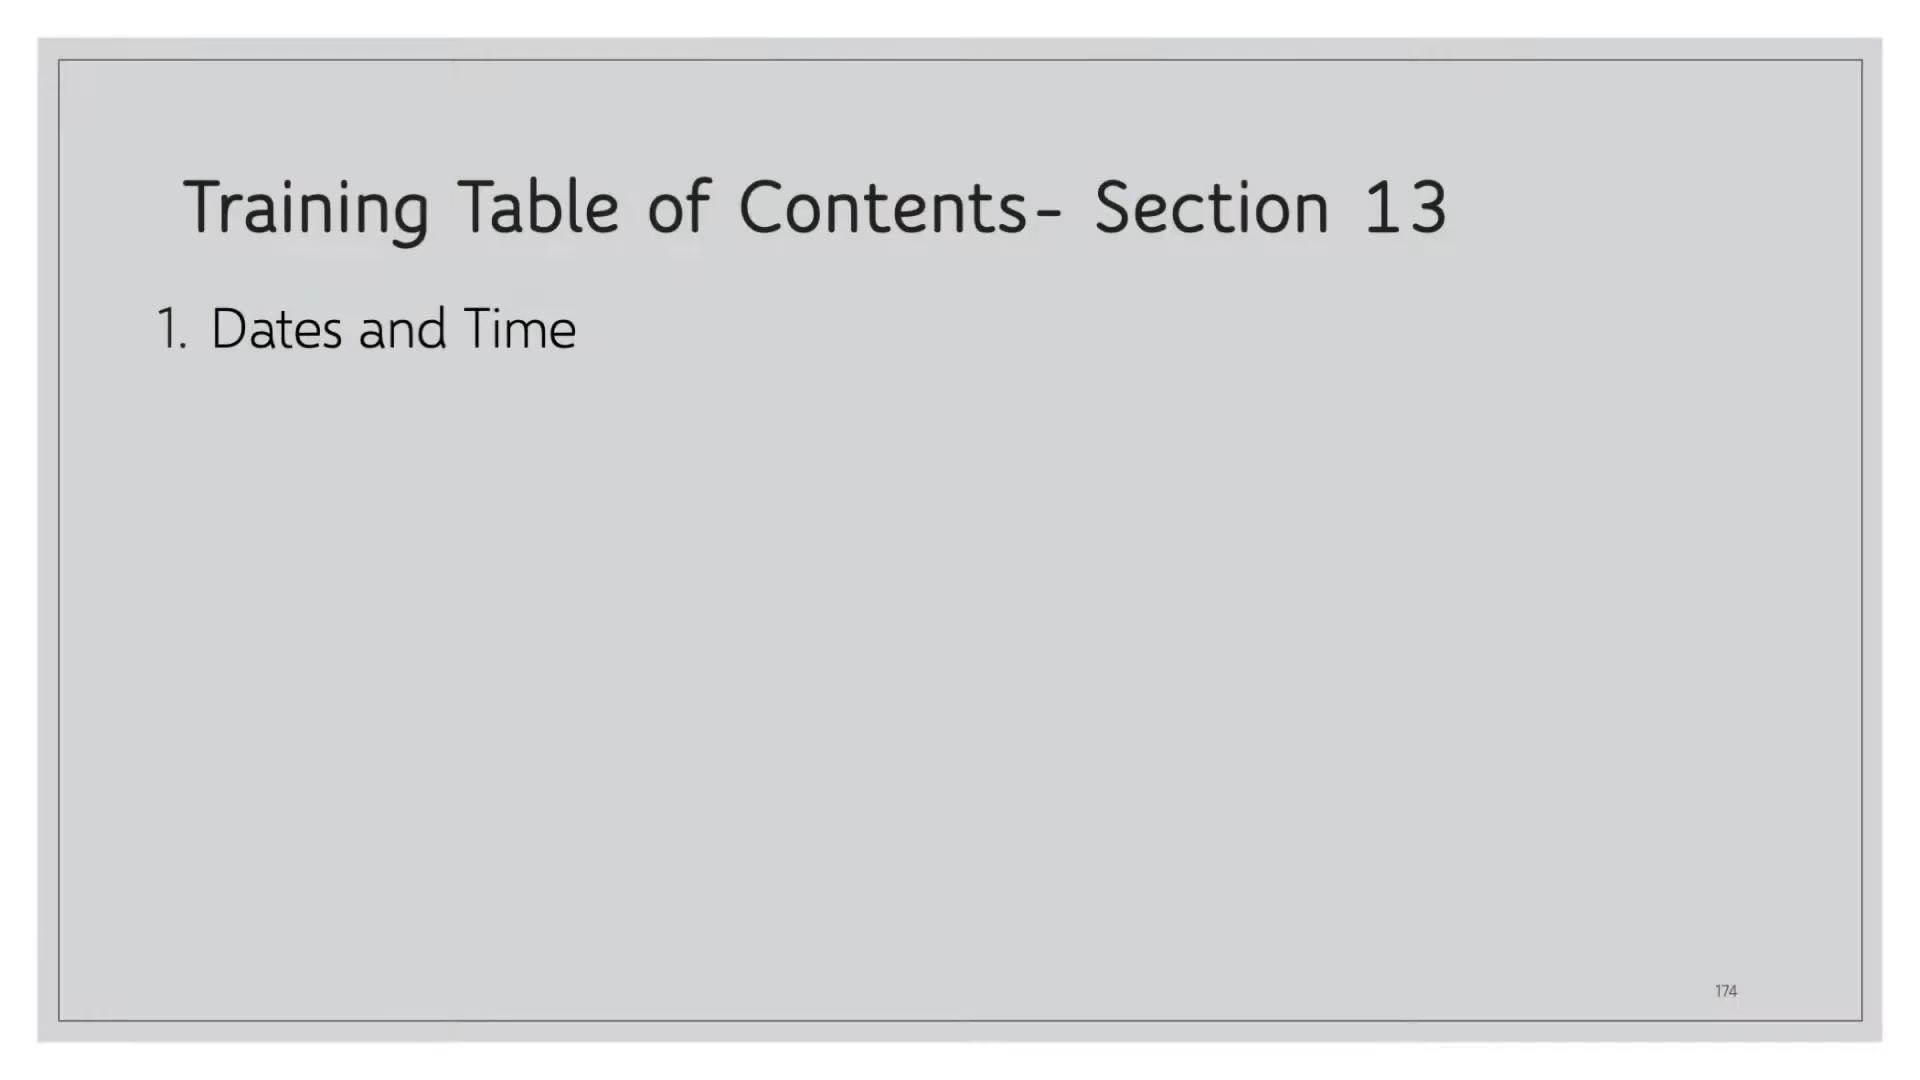 Training Table of Contents- Section 13
1. Dates and Time
174